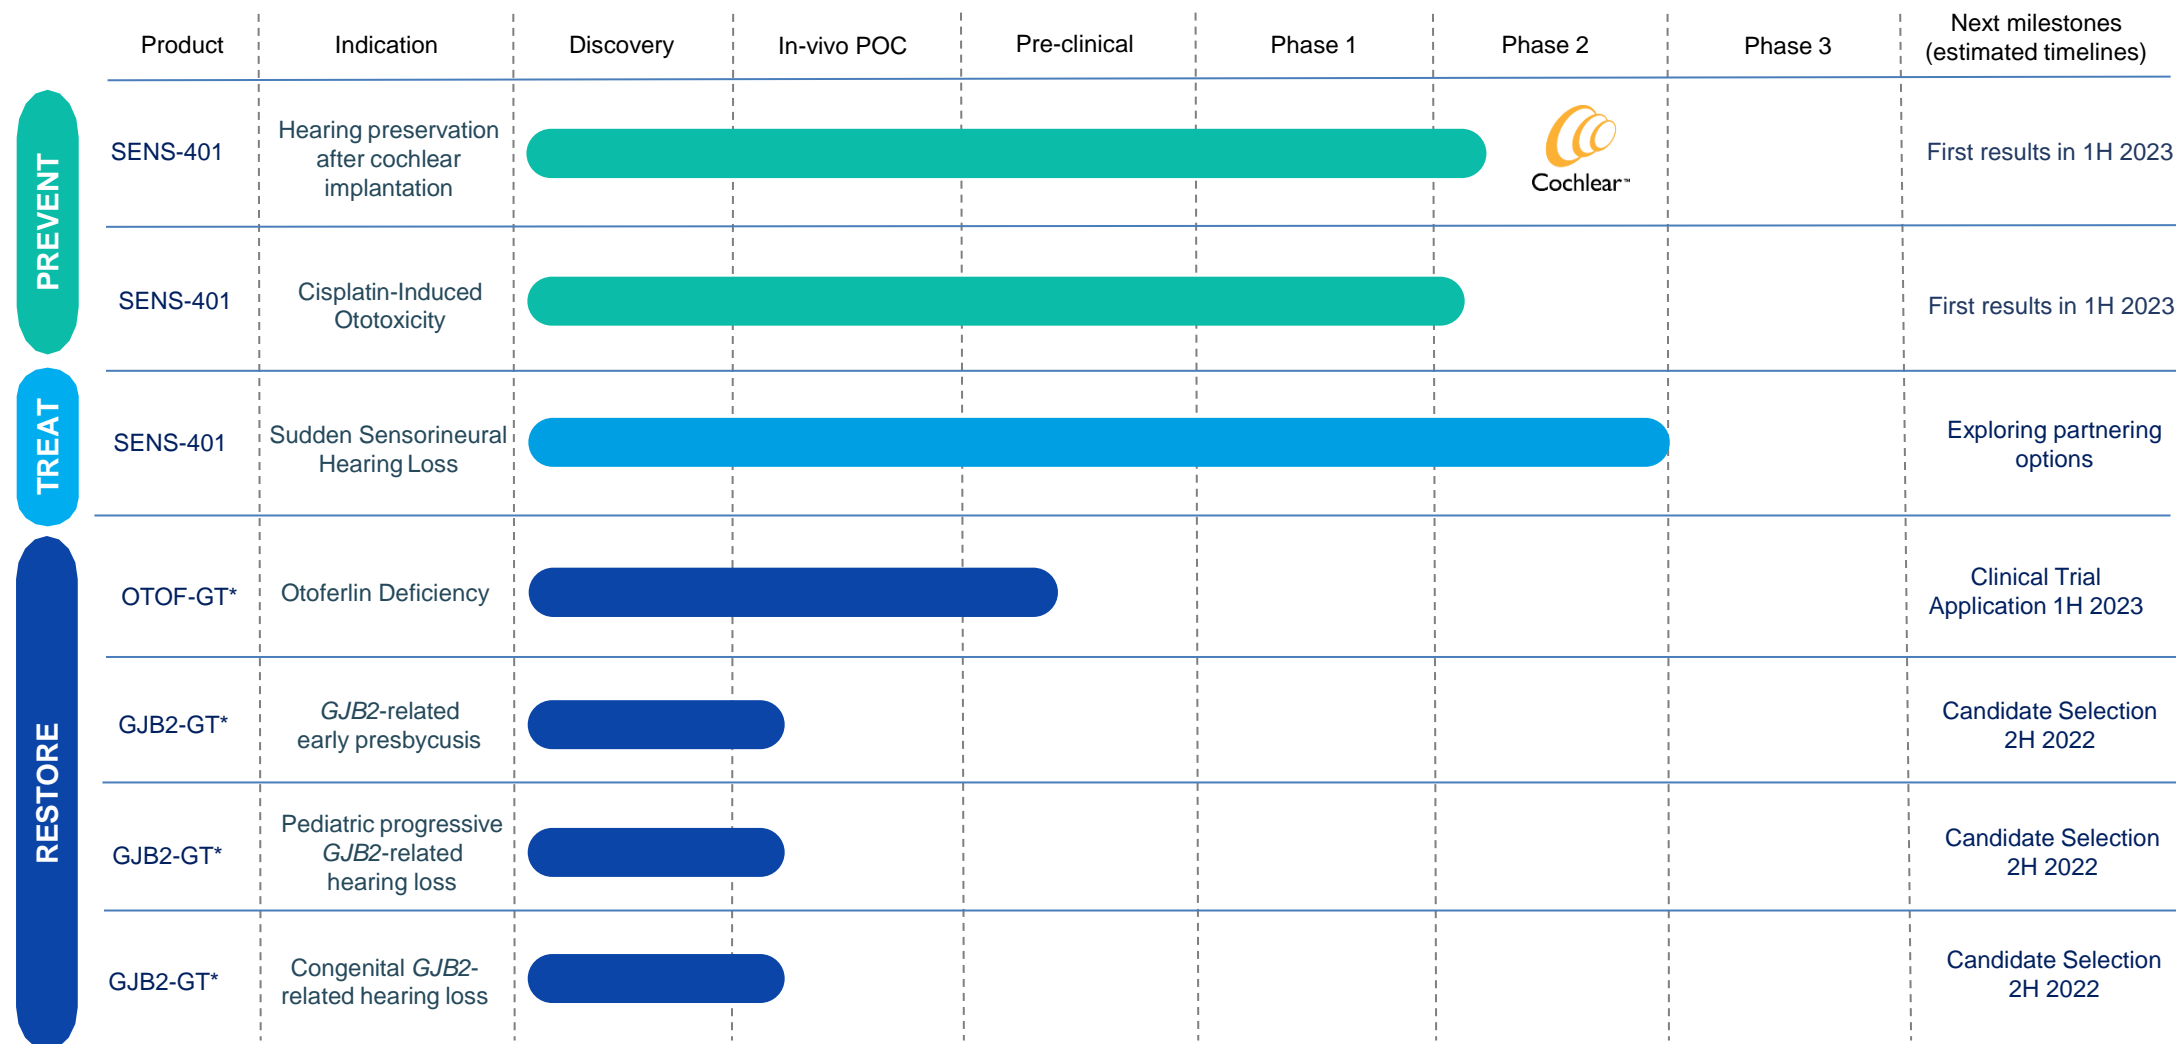 Product
Indication
Discovery
In-vivo POC
Pre-clinical
Phase 1
Phase 2
Phase 3
Next milestones
(estimated timelines)
PREVENT
SENS-401
Hearing preservation
after cochlear
implantation
Cochlear™
First results in 1H 2023
SENS-401
Cisplatin-Induced
Ototoxicity
First results in 1H 2023
TREAT
SENS-401
Sudden Sensorineural
Hearing Loss
Exploring partnering
options
RESTORE
OTOF-GT*
Otoferlin Deficiency
Clinical Trial
Application 1H 2023
GJB2-GT*
GJB2-related
early presbycusis
Candidate Selection
2H 2022
GJB2-GT*
Pediatric progressive
GJB2-related
hearing loss
Candidate Selection
2H 2022
GJB2-GT*
Congenital GJB2-
related hearing loss
Candidate Selection
2H 2022